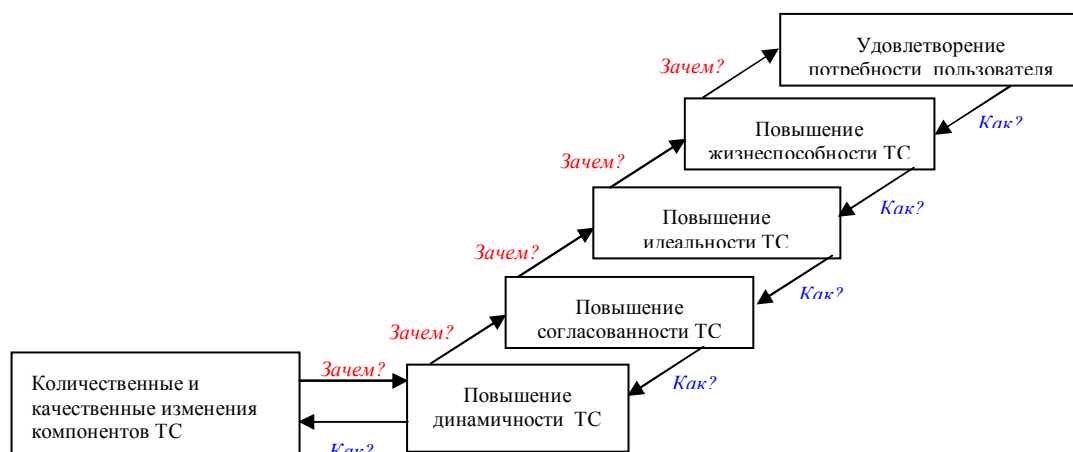 Удовлетворение
потребности пользователя
Зачем?
Как?
Повышение
жизнеспособности ТС
Зачем?
Как?
Повышение
идеальности ТС
Зачем?
Как?
Повышение
согласованности ТС
Зачем?
Как?
Повышение
динамичности ТС
Зачем?
Как?
Количественные и
качественные изменения
компонентов ТС